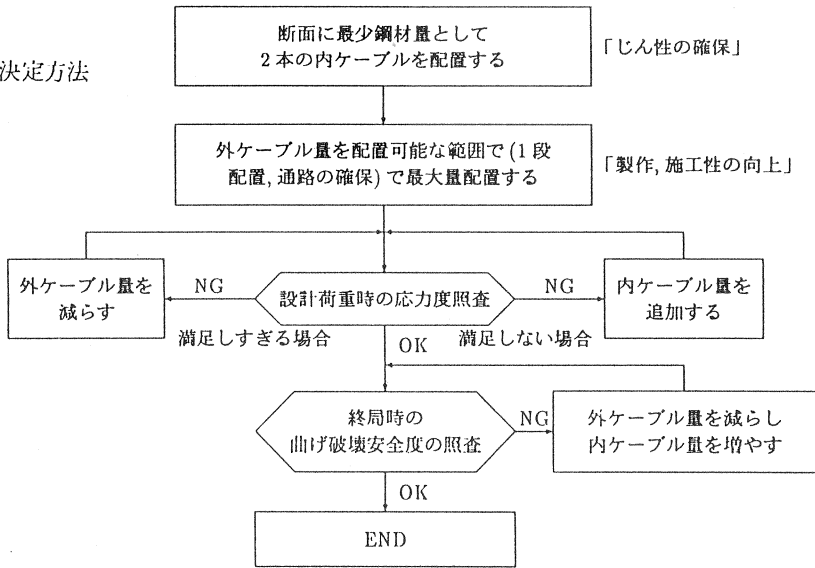 断面に最少鋼材量として
2本の内ケーブルを配置する
「じん性の確保」
決定方法
外ケーブル量を配置可能な範囲で(1段
配置,通路の確保)で最大量配置する
「製作,施工性の向上」
外ケーブル量を
減らす
NG
設計荷重時の応力度照査
NG
内ケーブル量を
追加する
満足しすぎる場合
OK
満足しない場合
終局時の
曲げ破壊安全度の照査
NG
外ケーブル量を減らし
内ケーブル量を増やす
OK
END